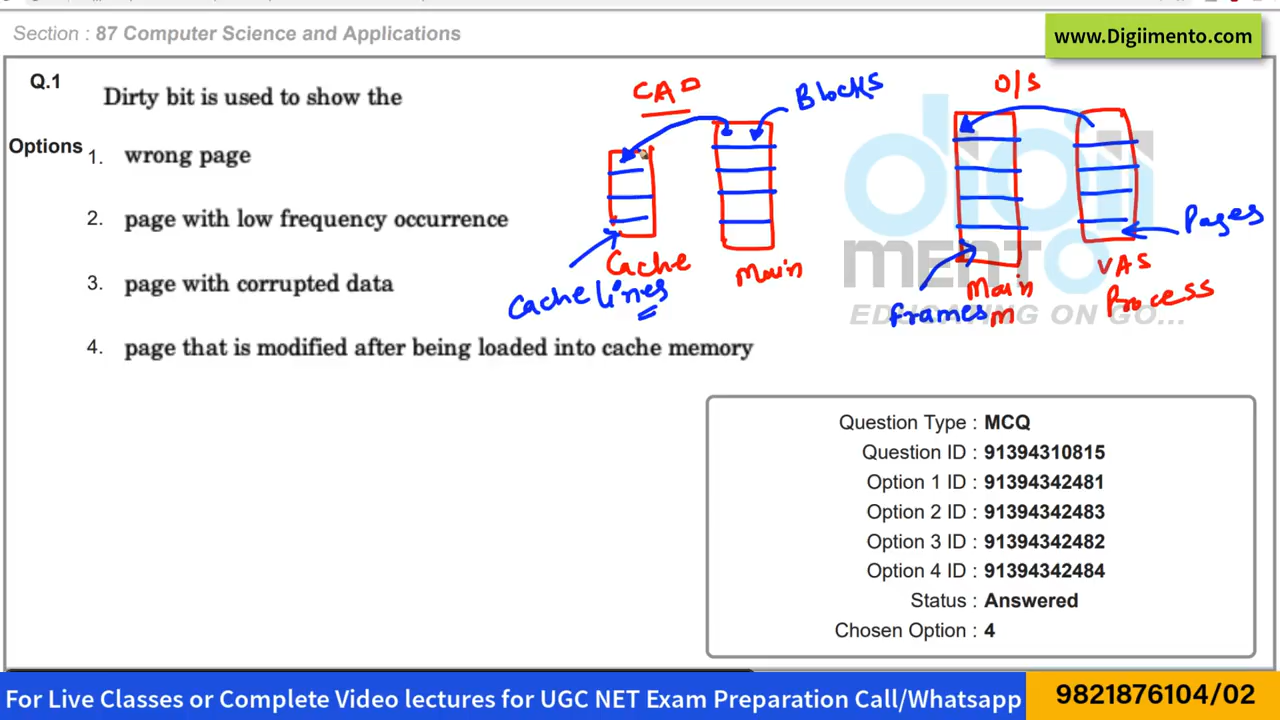 Section : 87 Computer Science and Applications
www.Digiimento.com
Q.1
Dirty bit is used to show the
Options
1. wrong page
2. page with low frequency occurrence
3. page with corrupted data
4. page that is modified after being loaded into cache memory
CAO
Blocks
O/S
Cache
Cache lines
Main
Pages
frames
Main
M
VAS
Process
digi
MENTO
EDUCATING ON GO...
Question Type : MCQ
Question ID : 91394310815
Option 1 ID : 91394342481
Option 2 ID : 91394342483
Option 3 ID : 91394342482
Option 4 ID : 91394342484
Status : Answered
Chosen Option : 4
For Live Classes or Complete Video lectures for UGC NET Exam Preparation Call/Whatsapp
9821876104/02